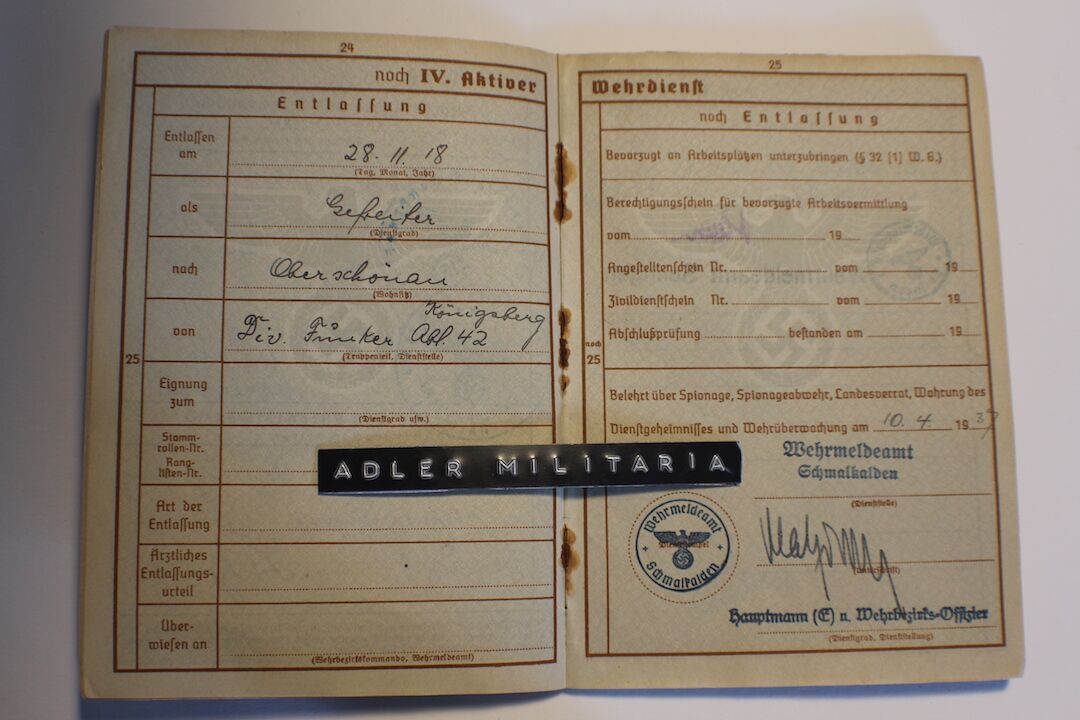 24
noch IV. Aktiver
Entlassung
Entlassen am
28. 11. 18
(Tag, Monat, Jahr)
als
Gefreiter
(Dienstgrad)
nach
Oberschönau
(Wohnsitz)
von
Königsberg
Div. Funker Abt. 42
(Truppenteil, Dienststelle)
25
Eignung zum
(Dienstgrad usw.)
Stamm-
rollen-Nr.
Rang-
listen-Nr.
Art der
Entlassung
Ärztliches
Entlassungs-
urteil
Über-
wiesen an
(Wehrbezirkskommando, Wehrmeldeamt)
ADLER MILITARIA
25
Wehrdienst
noch Entlassung
Bevorzugt an Arbeitsplätzen unterzubringen (§ 32 [1] W. G.)
Berechtigungsschein für bevorzugte Arbeitsvermittlung
vom 19
Angestelltenschein Nr. vom 19
Zivildienstschein Nr. vom 19
Abschlußprüfung bestanden am 19
noch
25
Belehrt über Spionage, Spionageabwehr, Landesverrat, Wahrung des
Dienstgeheimnisses und Wehrüberwachung am 10. 4 1937
Wehrmeldeamt
Schmalkalden
(Dienststelle)
Wehrmeldeamt
Schmalkalden
(Unterschrift)
Hauptmann (E) u. Wehrbezirks-Offizier
(Dienstgrad, Dienststellung)